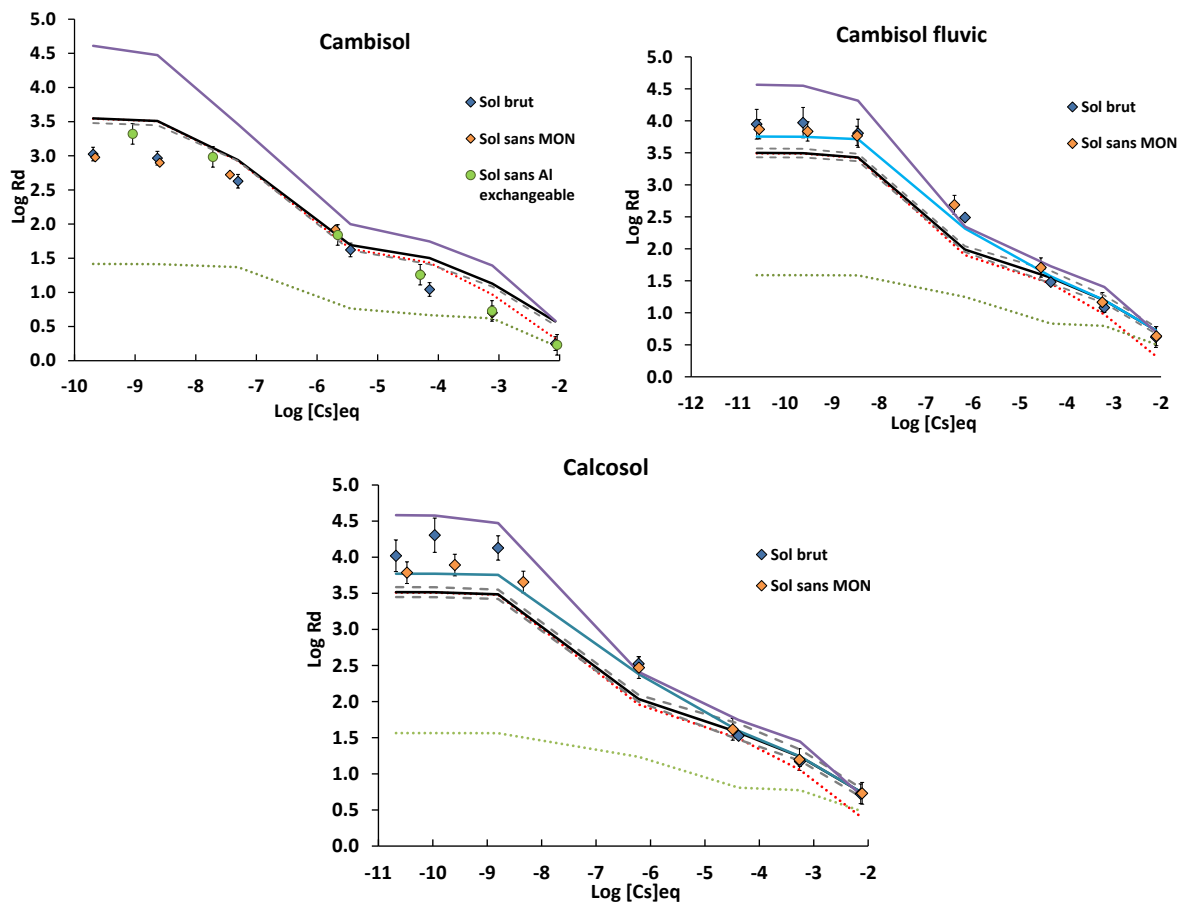 Cambisol
5.0
4.5
4.0
3.5
3.0
2.5
2.0
1.5
1.0
0.5
0.0
Log Rd
-10 -9 -8 -7 -6 -5 -4 -3 -2
Log [Cs]eq
Sol brut
Sol sans MON
Sol sans Al
exchangeable
Cambisol fluvic
5.0
4.5
4.0
3.5
3.0
2.5
2.0
1.5
1.0
0.5
0.0
Log Rd
-12 -11 -10 -9 -8 -7 -6 -5 -4 -3 -2
Log [Cs]eq
Sol brut
Sol sans MON
Calcosol
5.0
4.5
4.0
3.5
3.0
2.5
2.0
1.5
1.0
0.5
0.0
Log Rd
-11 -10 -9 -8 -7 -6 -5 -4 -3 -2
Log [Cs]eq
Sol brut
Sol sans MON